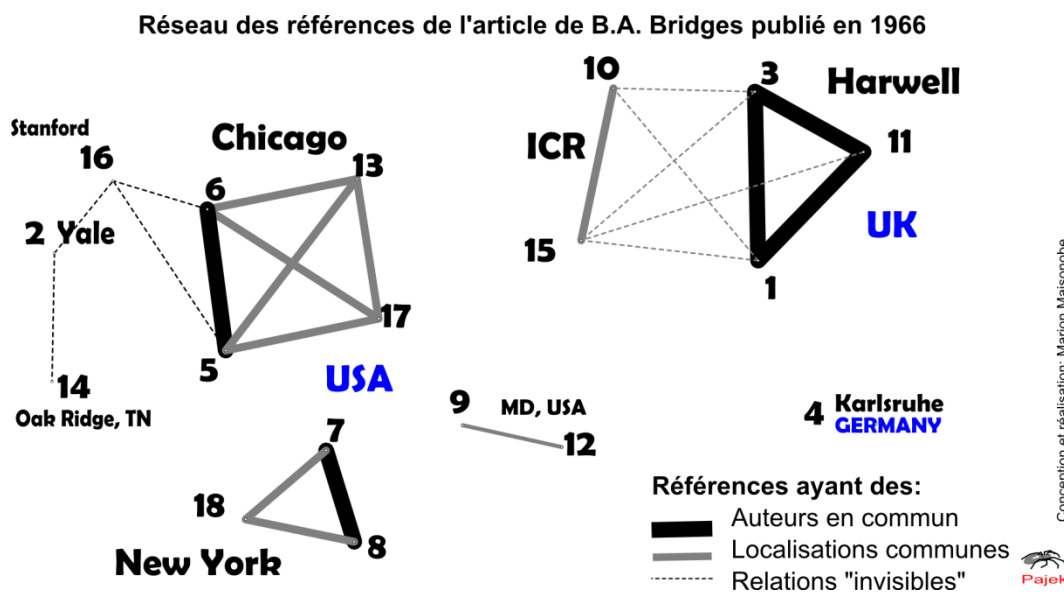 Réseau des références de l'article de B.A. Bridges publié en 1966
10
3
Harwell
Stanford
16
Chicago
13
ICR
11
6
2 Yale
15
UK
1
17
5
USA
14
Oak Ridge, TN
9
MD, USA
12
4 Karlsruhe
GERMANY
7
18
8
New York
Références ayant des:
Auteurs en commun
Localisations communes
Relations "invisibles"
Conception et réalisation: Marion Maisonobe
Pajek